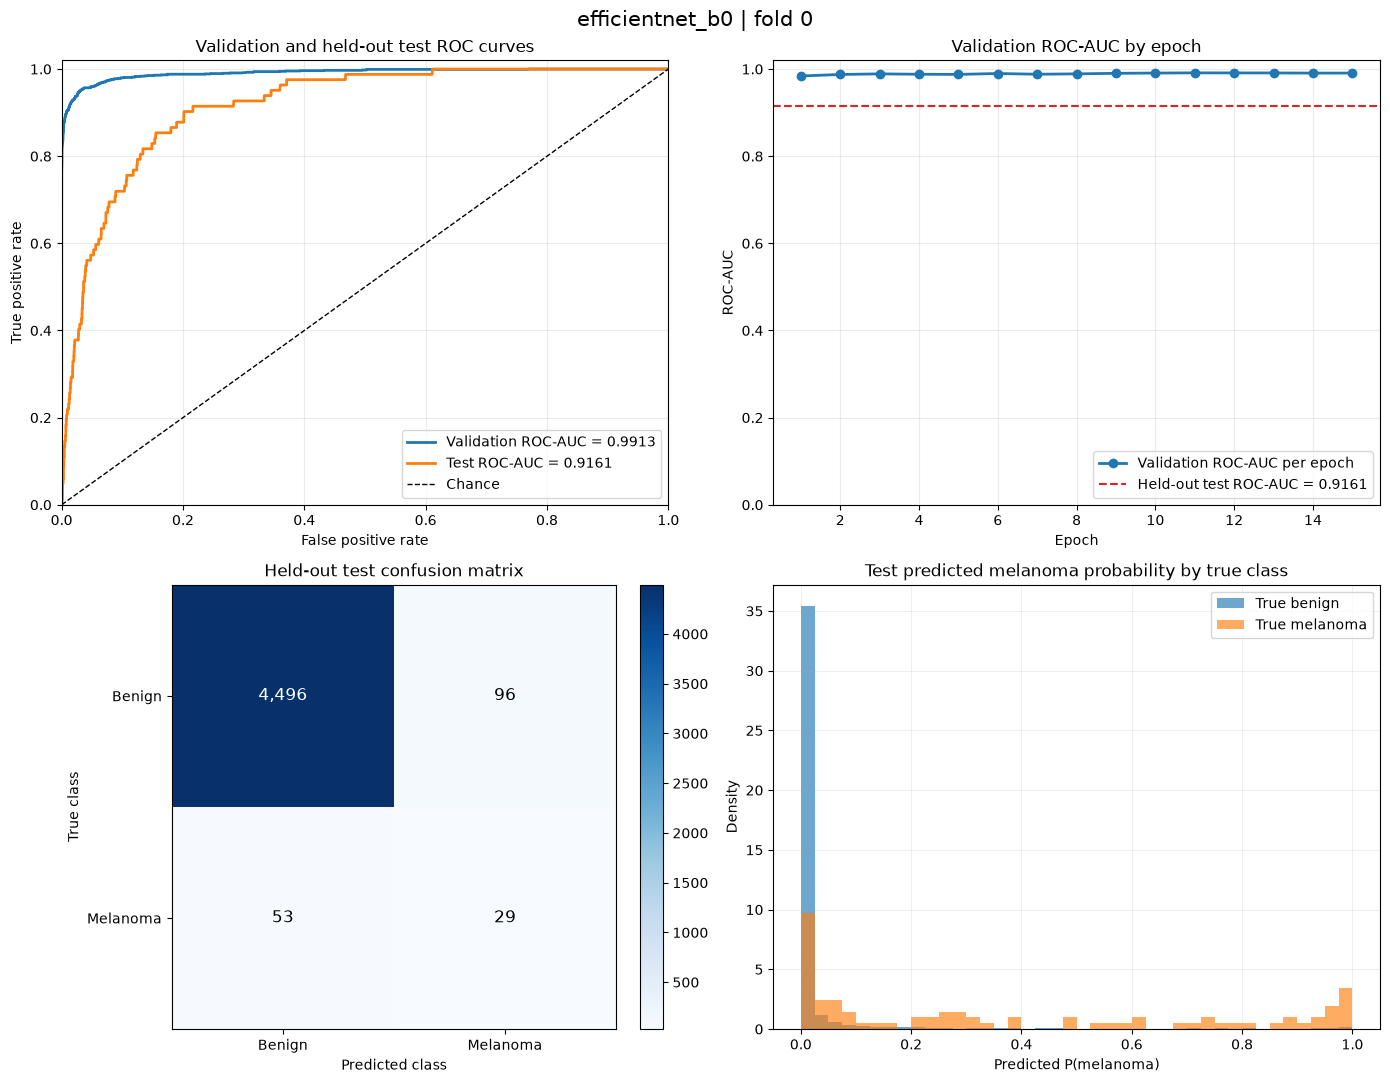 efficientnet_b0 | fold 0
Validation and held-out test ROC curves
1.0
0.8
0.6
0.4
0.2
0.0
True positive rate
0.0 0.2 0.4 0.6 0.8 1.0
False positive rate
Validation ROC-AUC = 0.9913
Test ROC-AUC = 0.9161
Chance
Validation ROC-AUC by epoch
1.0
0.8
0.6
0.4
0.2
0.0
ROC-AUC
2 4 6 8 10 12 14
Epoch
Validation ROC-AUC per epoch
Held-out test ROC-AUC = 0.9161
Held-out test confusion matrix
Benign
Melanoma
True class
4,496 96
53 29
Benign Melanoma
Predicted class
4000
3500
3000
2500
2000
1500
1000
500
Test predicted melanoma probability by true class
True benign
True melanoma
35
30
25
20
15
10
5
0
Density
0.0 0.2 0.4 0.6 0.8 1.0
Predicted P(melanoma)